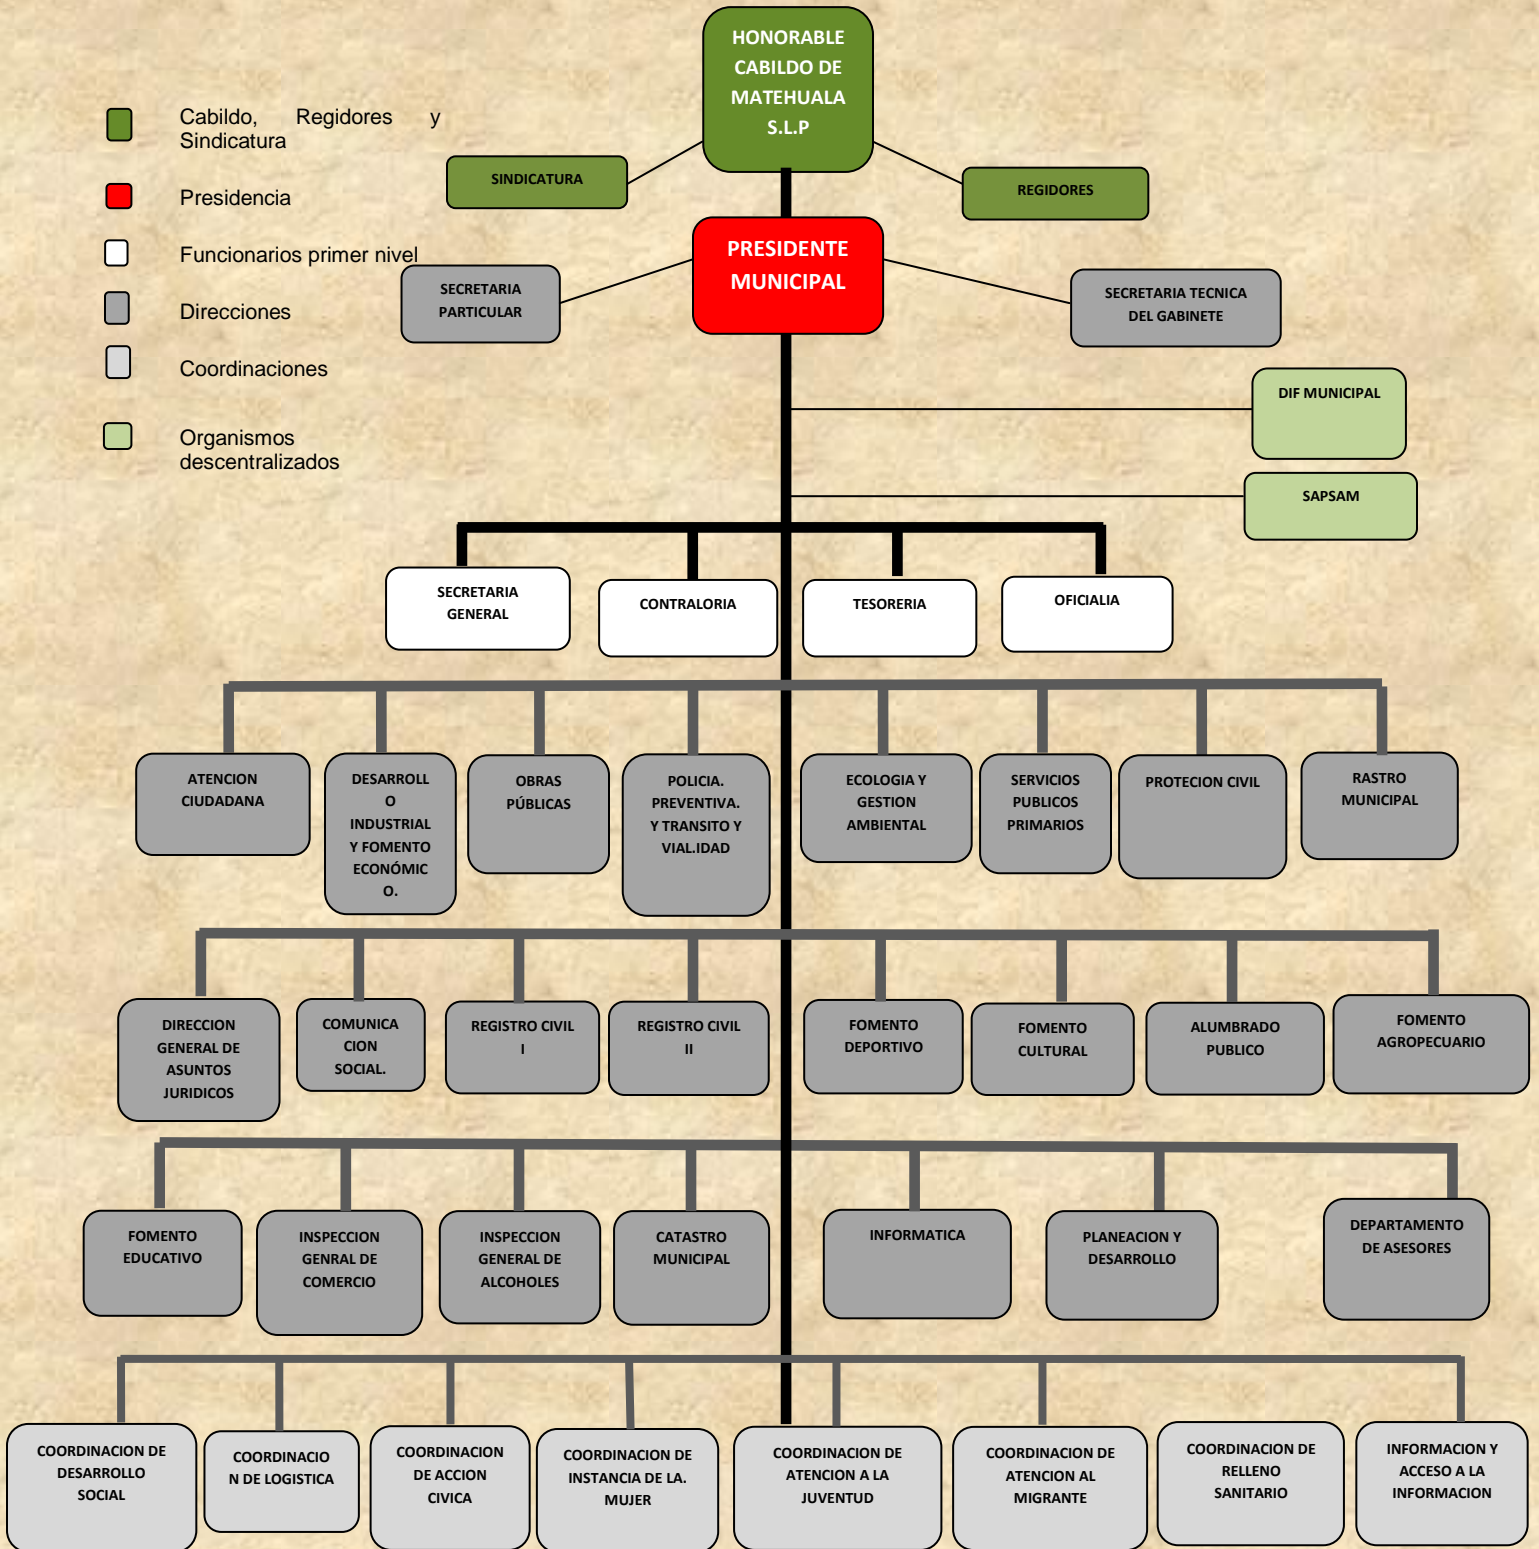 HONORABLE
CABILDO DE
MATEHUALA
S.L.P
Cabildo, Regidores y
Sindicatura
Presidencia
Funcionarios primer nivel
Direcciones
Coordinaciones
Organismos
descentralizados
SINDICATURA
REGIDORES
PRESIDENTE
MUNICIPAL
SECRETARIA
PARTICULAR
SECRETARIA TECNICA
DEL GABINETE
DIF MUNICIPAL
SAPSAM
SECRETARIA
GENERAL
CONTRALORIA
TESORERIA
OFICIALIA
ATENCION
CIUDADANA
DESARROLL
O
INDUSTRIAL
Y FOMENTO
ECONÓMIC
O.
OBRAS
PÚBLICAS
POLICIA.
PREVENTIVA.
Y TRANSITO Y
VIAL.IDAD
ECOLOGIA Y
GESTION
AMBIENTAL
SERVICIOS
PUBLICOS
PRIMARIOS
PROTECION CIVIL
RASTRO
MUNICIPAL
DIRECCION
GENERAL DE
ASUNTOS
JURIDICOS
COMUNICA
CION
SOCIAL.
REGISTRO CIVIL
I
REGISTRO CIVIL
II
FOMENTO
DEPORTIVO
FOMENTO
CULTURAL
ALUMBRADO
PUBLICO
FOMENTO
AGROPECUARIO
FOMENTO
EDUCATIVO
INSPECCION
GENRAL DE
COMERCIO
INSPECCION
GENERAL DE
ALCOHOLES
CATASTRO
MUNICIPAL
INFORMATICA
PLANEACION Y
DESARROLLO
DEPARTAMENTO
DE ASESORES
COORDINACION DE
DESARROLLO
SOCIAL
COORDINACIO
N DE LOGISTICA
COORDINACION
DE ACCION
CIVICA
COORDINACION DE
INSTANCIA DE LA.
MUJER
COORDINACION DE
ATENCION A LA
JUVENTUD
COORDINACION DE
ATENCION AL
MIGRANTE
COORDINACION DE
RELLENO
SANITARIO
INFORMACION Y
ACCESO A LA
INFORMACION